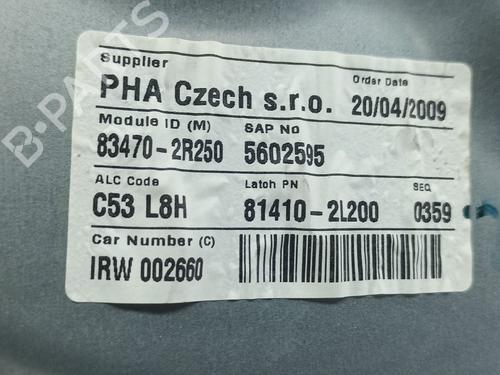 Supplier Order Date
PHA Czech s.r.o. 20/04/2009
Module ID (M) SAP No
83470-2R250 5602595
ALC Code Latch PN SEQ
C53 L8H 81410-2L200 0359
Car Number (C)
IRW 002660
B-PARTS